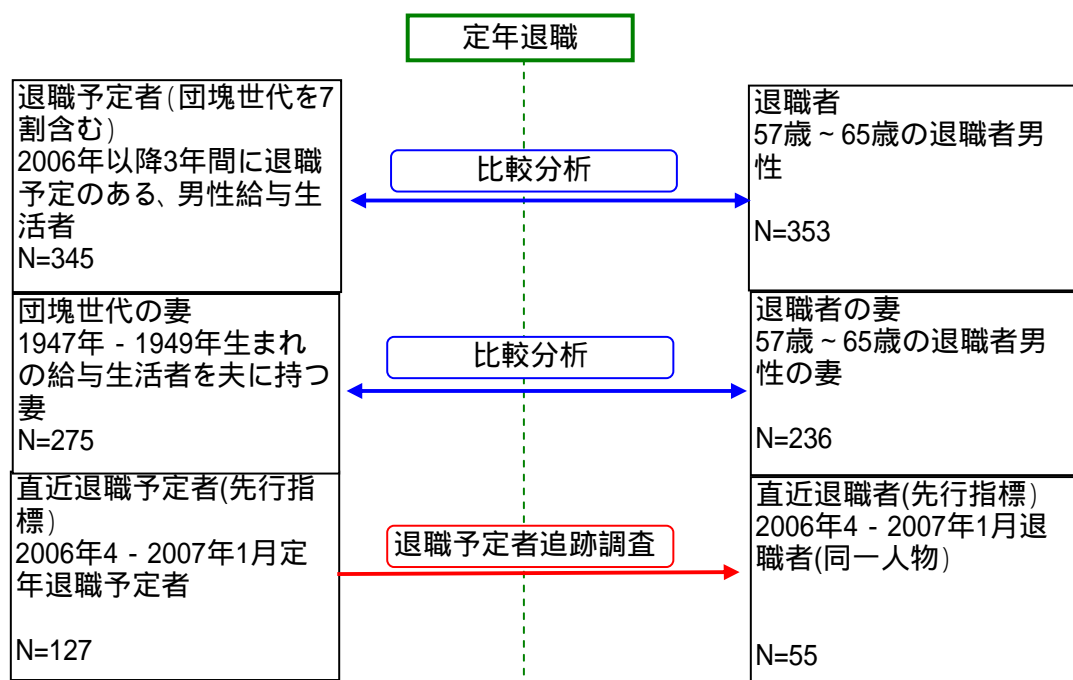 定年退職
退職予定者(団塊世代を7
割含む)
2006年以降3年間に退職
予定のある、男性給与生
活者
N=345
比較分析
退職者
57歳～65歳の退職者男
性
N=353
団塊世代の妻
1947年 - 1949年生まれ
の給与生活者を夫に持つ
妻
N=275
比較分析
退職者の妻
57歳～65歳の退職者男
性の妻
N=236
直近退職予定者(先行指
標)
2006年4 - 2007年1月定
年退職予定者
N=127
退職予定者追跡調査
直近退職者(先行指標)
2006年4 - 2007年1月退
職者(同一人物)
N=55